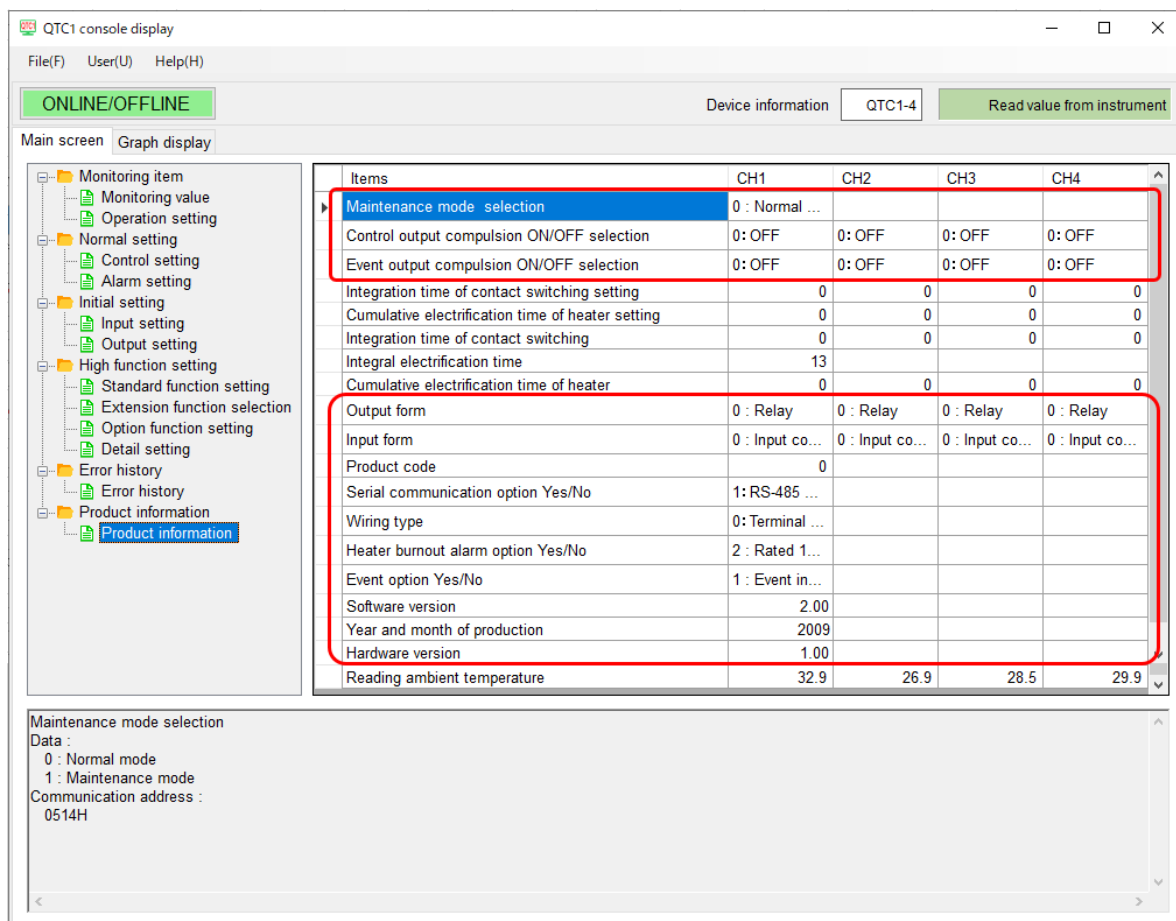 QTC1 console display
File(F) User(U) Help(H)
ONLINE/OFFLINE Device information QTC1-4 Read value from instrument
Main screen Graph display
Monitoring item
Monitoring value
Operation setting
Normal setting
Control setting
Alarm setting
Initial setting
Input setting
Output setting
High function setting
Standard function setting
Extension function selection
Option function setting
Detail setting
Error history
Error history
Product information
Product information
Items CH1 CH2 CH3 CH4
Maintenance mode selection 0 : Normal ...
Control output compulsion ON/OFF selection 0: OFF 0: OFF 0: OFF 0: OFF
Event output compulsion ON/OFF selection 0: OFF 0: OFF 0: OFF 0: OFF
Integration time of contact switching setting 0 0 0 0
Cumulative electrification time of heater setting 0 0 0 0
Integration time of contact switching 0 0 0 0
Integral electrification time 13
Cumulative electrification time of heater 0 0 0 0
Output form 0 : Relay 0 : Relay 0 : Relay 0 : Relay
Input form 0 : Input co... 0 : Input co... 0 : Input co... 0 : Input co...
Product code 0
Serial communication option Yes/No 1: RS-485 ...
Wiring type 0: Terminal ...
Heater burnout alarm option Yes/No 2 : Rated 1...
Event option Yes/No 1 : Event in...
Software version 2.00
Year and month of production 2009
Hardware version 1.00
Reading ambient temperature 32.9 26.9 28.5 29.9
Maintenance mode selection
Data :
0 : Normal mode
1 : Maintenance mode
Communication address :
0514H